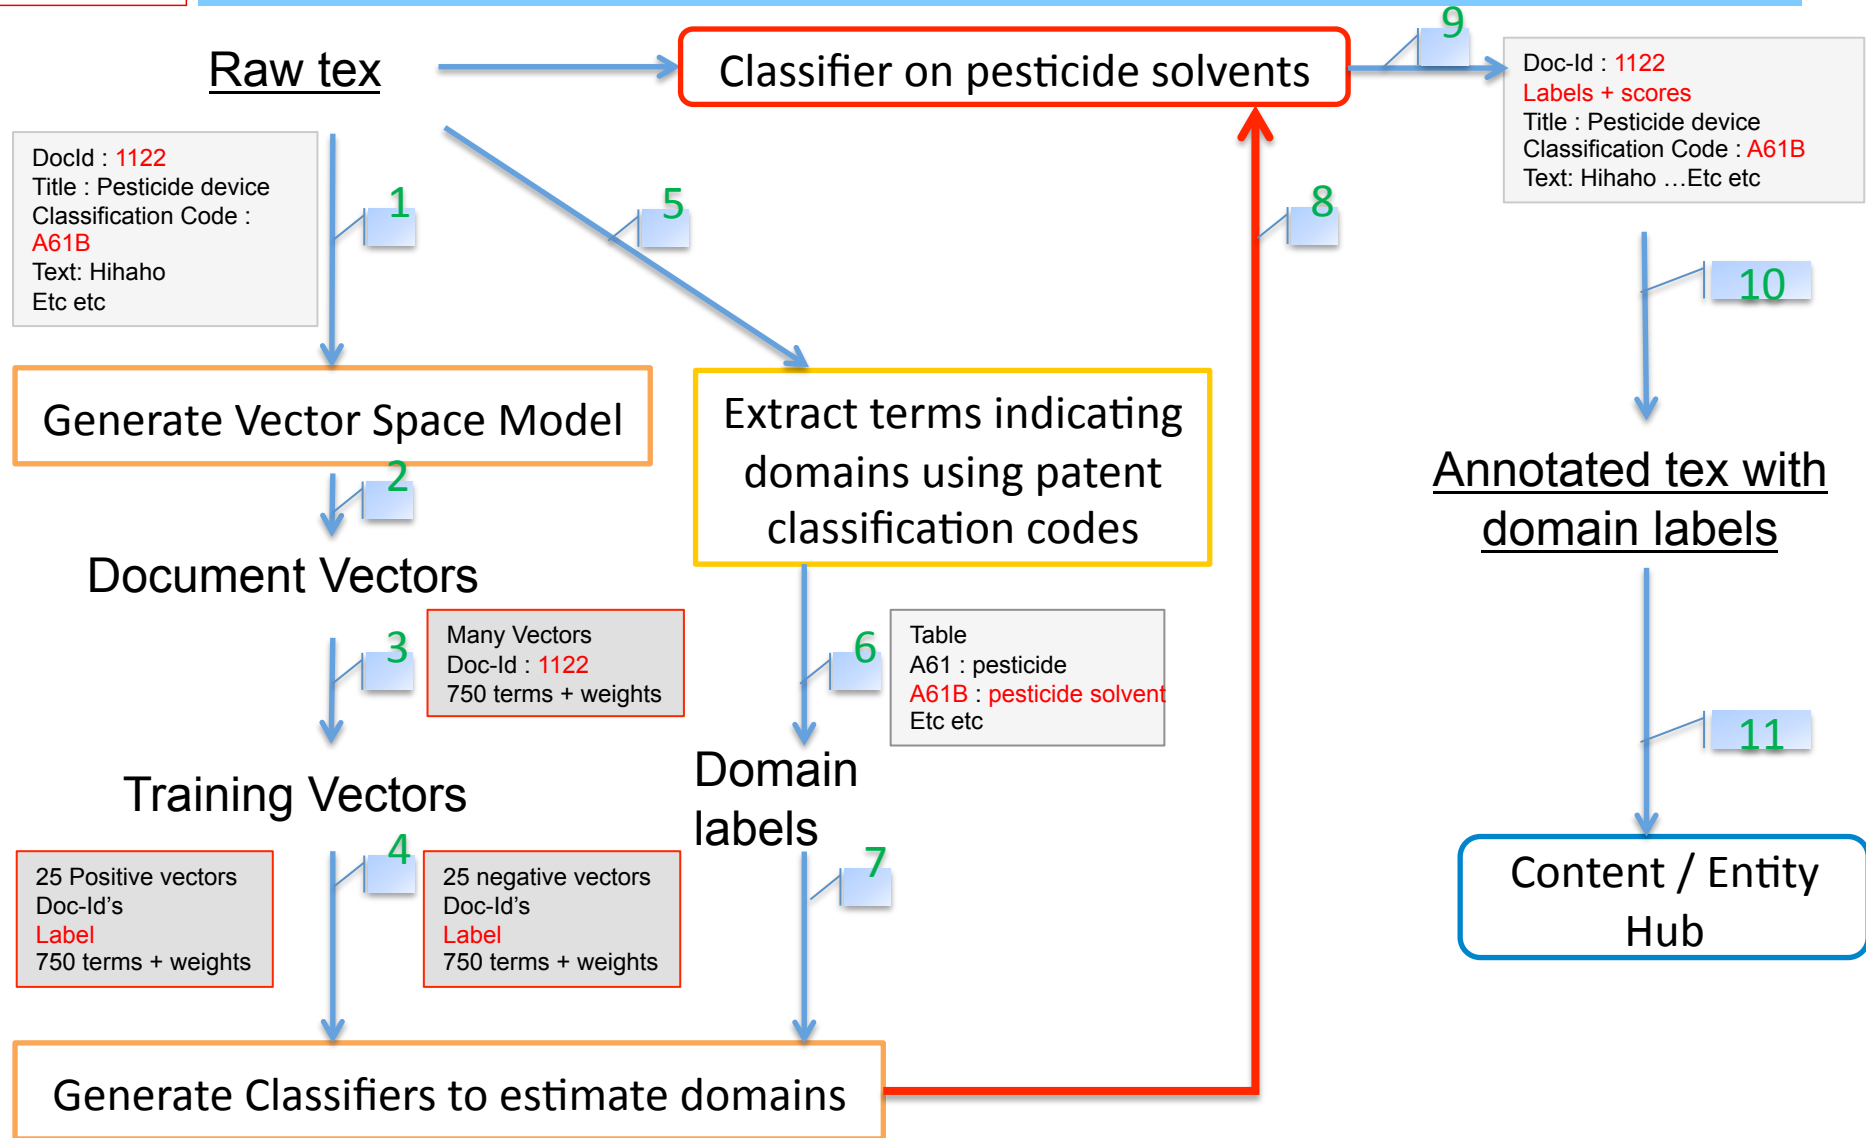 Raw tex
Classifier on pesticide solvents
9
Doc-Id : 1122
Labels + scores
Title : Pesticide device
Classification Code : A61B
Text: Hihaho …Etc etc
DocId : 1122
Title : Pesticide device
Classification Code :
A61B
Text: Hihaho
Etc etc
1
5
8
10
Generate Vector Space Model
2
Extract terms indicating
domains using patent
classification codes
Annotated tex with
domain labels
Document Vectors
3
Many Vectors
Doc-Id : 1122
750 terms + weights
6
Table
A61 : pesticide
A61B : pesticide solvent
Etc etc
11
Training Vectors
Domain
labels
4
25 Positive vectors
Doc-Id’s
Label
750 terms + weights
25 negative vectors
Doc-Id’s
Label
750 terms + weights
7
Content / Entity
Hub
Generate Classifiers to estimate domains